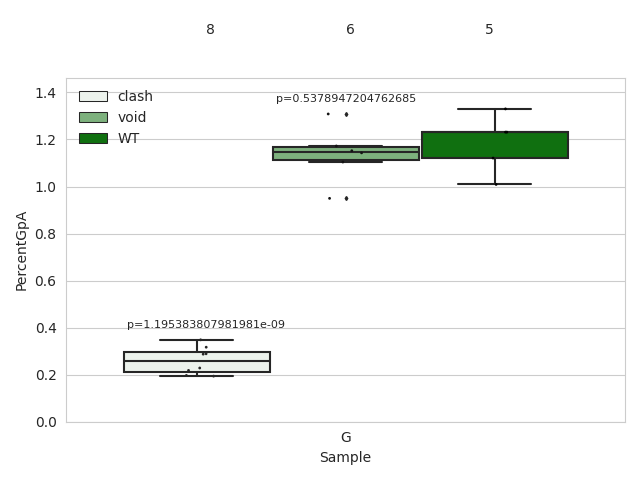 8 6 5
1.4
1.2
1.0
0.8
0.6
0.4
0.2
0.0
PercentGpA
clash
void
WT
p=0.5378947204762685
p=1.195383807981981e-09
G
Sample